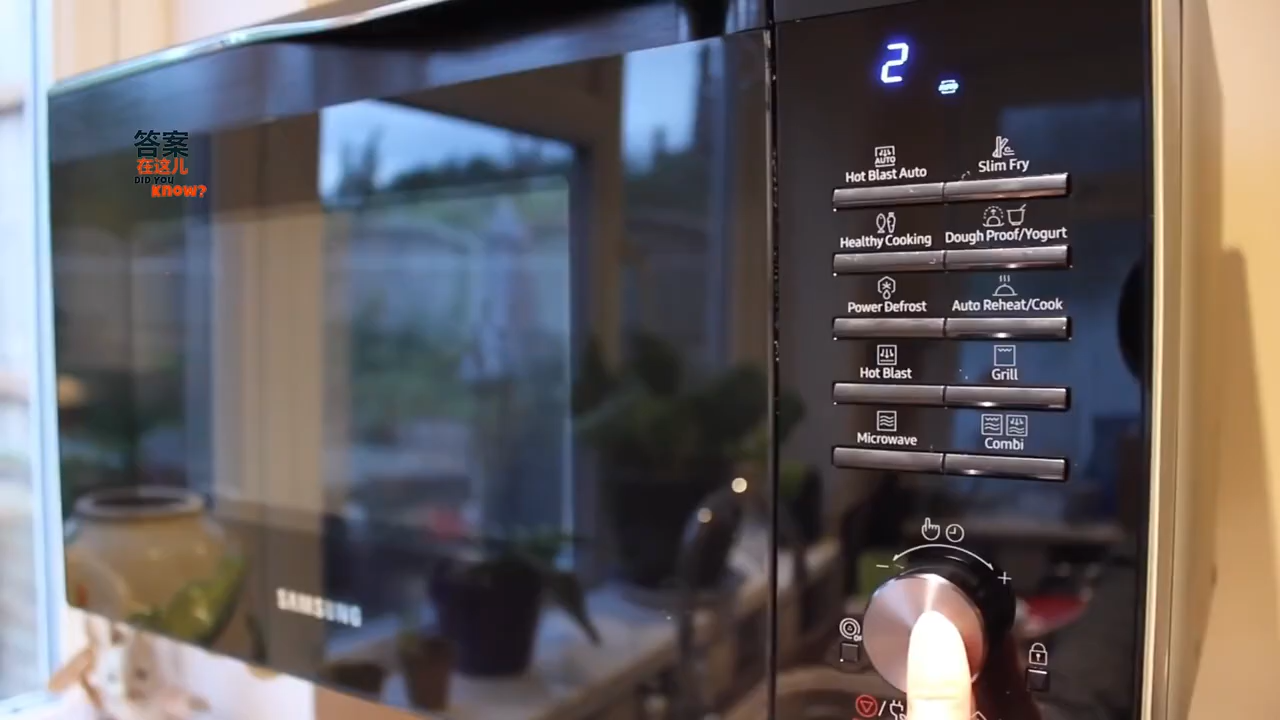 2
答案
在这儿
DID YOU
KNOW?
AUTO
Hot Blast Auto
Slim Fry
Healthy Cooking
Dough Proof/Yogurt
Power Defrost
Auto Reheat/Cook
Hot Blast
Grill
Microwave
Combi
- +
SAMSUNG